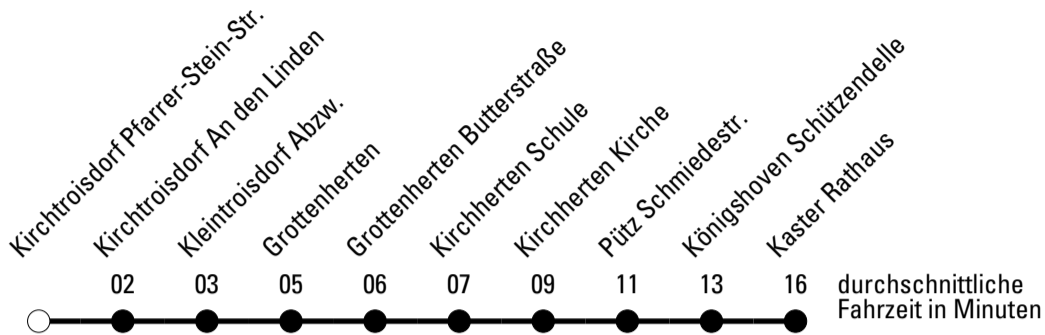 Kirchtroisdorf Pfarrer-Stein-Str.
Kirchtroisdorf An den Linden
Kleintroisdorf Abzw.
Grottenherten
Grottenherten Butterstraße
Kirchherten Schule
Kirchherten Kirche
Pütz Schmiedestr.
Königshoven Schützendelle
Kaster Rathaus
02 03 05 06 07 09 11 13 16 durchschnittliche
Fahrzeit in Minuten